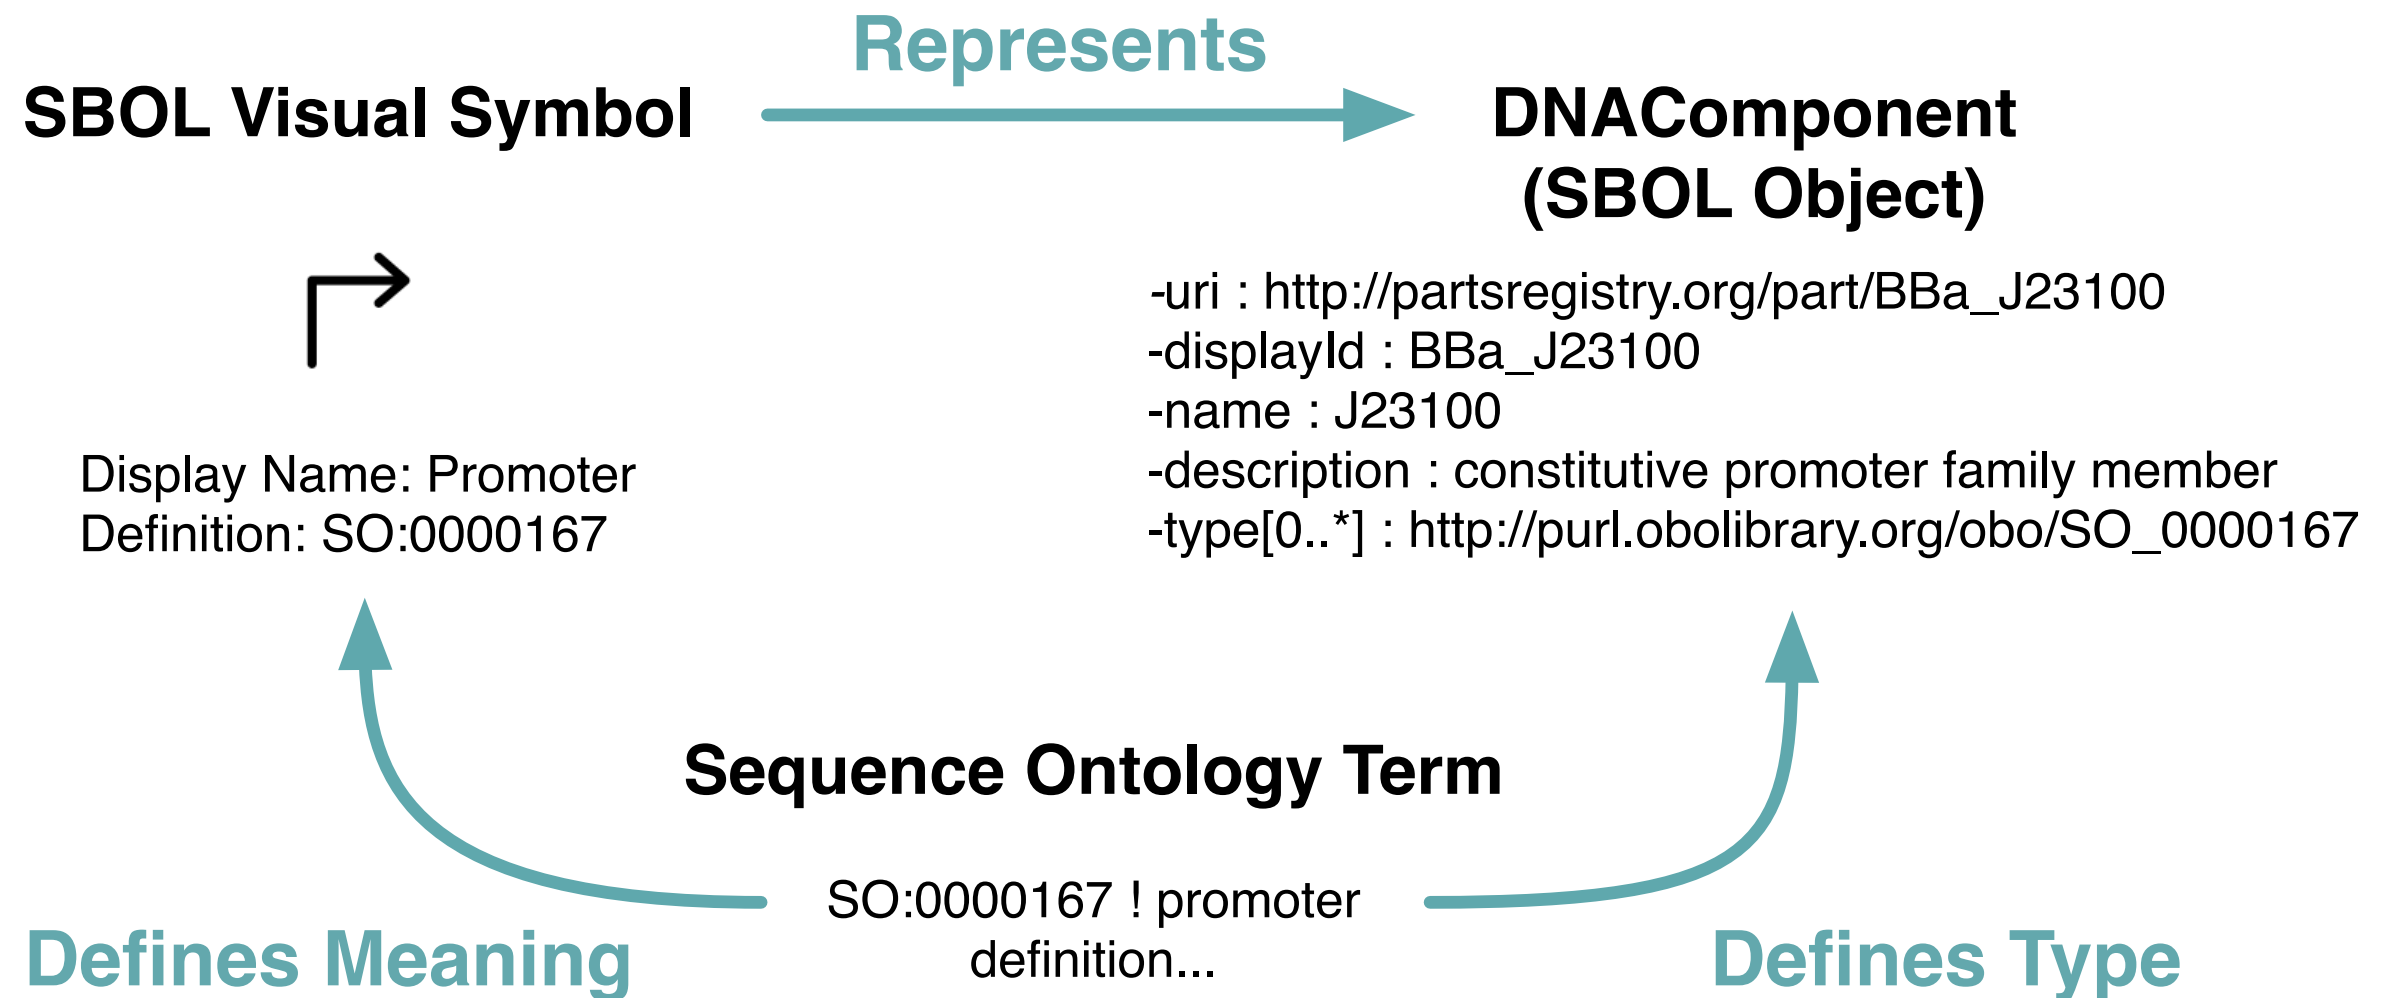 Represents
SBOL Visual Symbol
DNAComponent
(SBOL Object)
Display Name: Promoter
Definition: SO:0000167
-uri : http://partsregistry.org/part/BBa_J23100
-displayId : BBa_J23100
-name : J23100
-description : constitutive promoter family member
-type[0..*] : http://purl.obolibrary.org/obo/SO_0000167
Sequence Ontology Term
SO:0000167 ! promoter
definition...
Defines Meaning
Defines Type